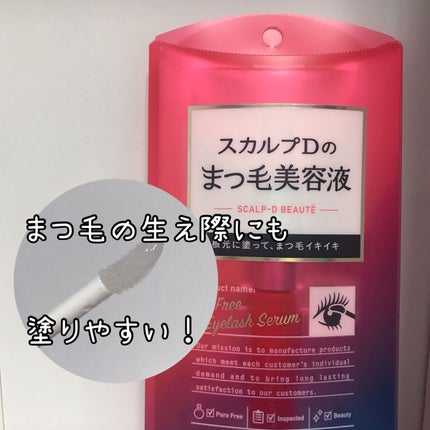 スカルプDの
まつ毛美容液
SCALP-D BEAUTÉ
根元に塗って、まつ毛イキイキ
まつ毛の生え際にも
塗りやすい！
name:
Free
Eyelash Serum
Our mission is to manufacture products
which meet each customer's individual
demand and to bring long lasting
satisfaction to our customers.
Pure Free
Inspected
Beauty